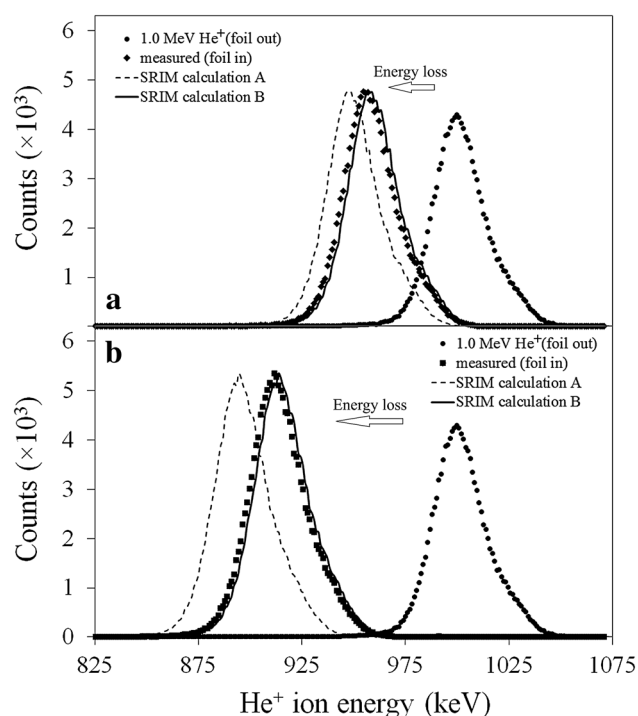 6
5
4
3
2
1
Counts (×10³)
a
1.0 MeV He⁺(foil out)
measured (foil in)
SRIM calculation A
SRIM calculation B
Energy loss
6
5
4
3
2
1
0
Counts (×10³)
b
1.0 MeV He⁺(foil out)
measured (foil in)
SRIM calculation A
SRIM calculation B
Energy loss
825 875 925 975 1025 1075
He⁺ ion energy (keV)